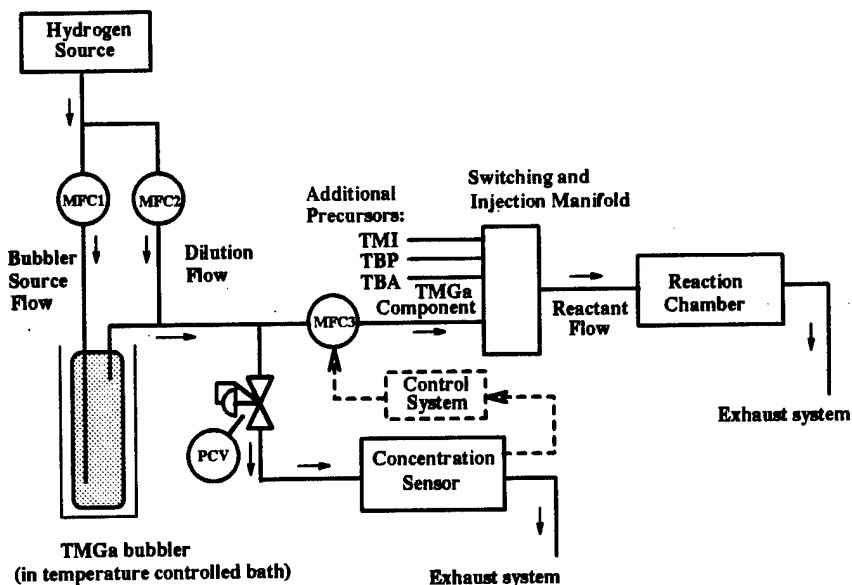 Hydrogen
Source
MFC1
MFC2
Bubbler
Source
Flow
Dilution
Flow
Additional
Precursors:
TMI
TBP
TBA
TMGa
Component
Switching and
Injection Manifold
MFC3
Reactant
Flow
Reaction
Chamber
Control
System
Exhaust system
PCV
Concentration
Sensor
TMGa bubbler
(in temperature controlled bath)
Exhaust system